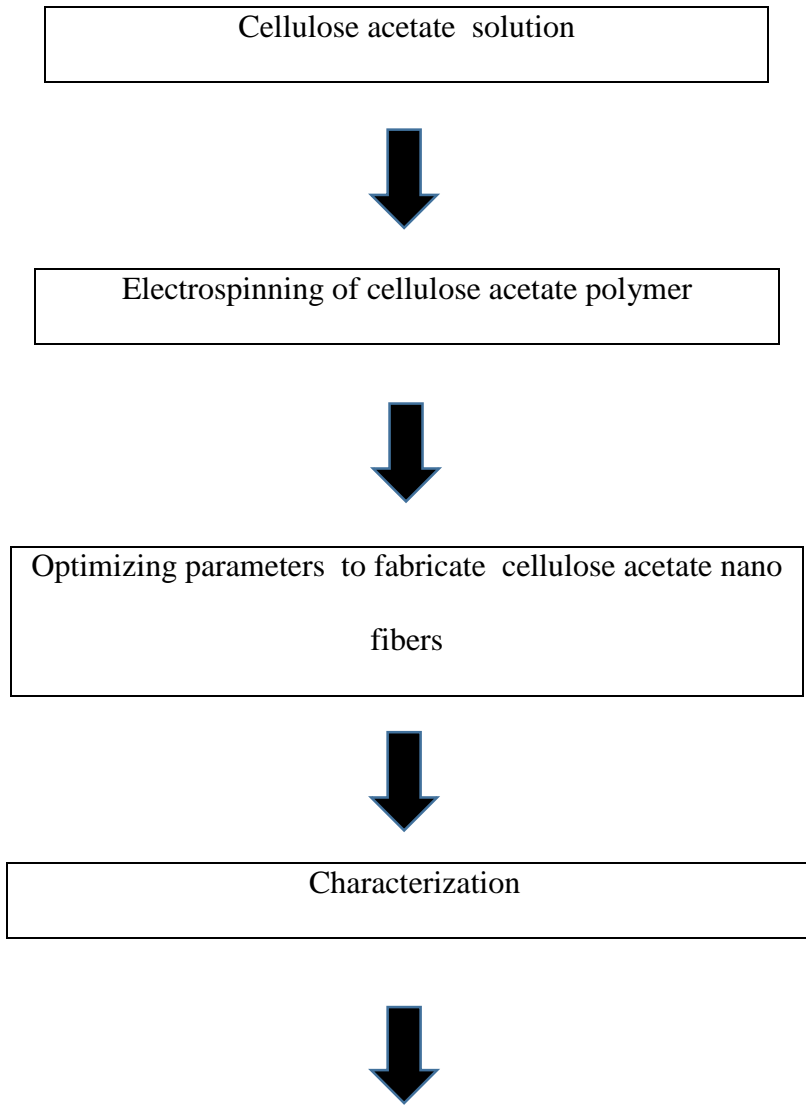 Cellulose acetate solution
Electrospinning of cellulose acetate polymer
Optimizing parameters to fabricate cellulose acetate nano
fibers
Characterization